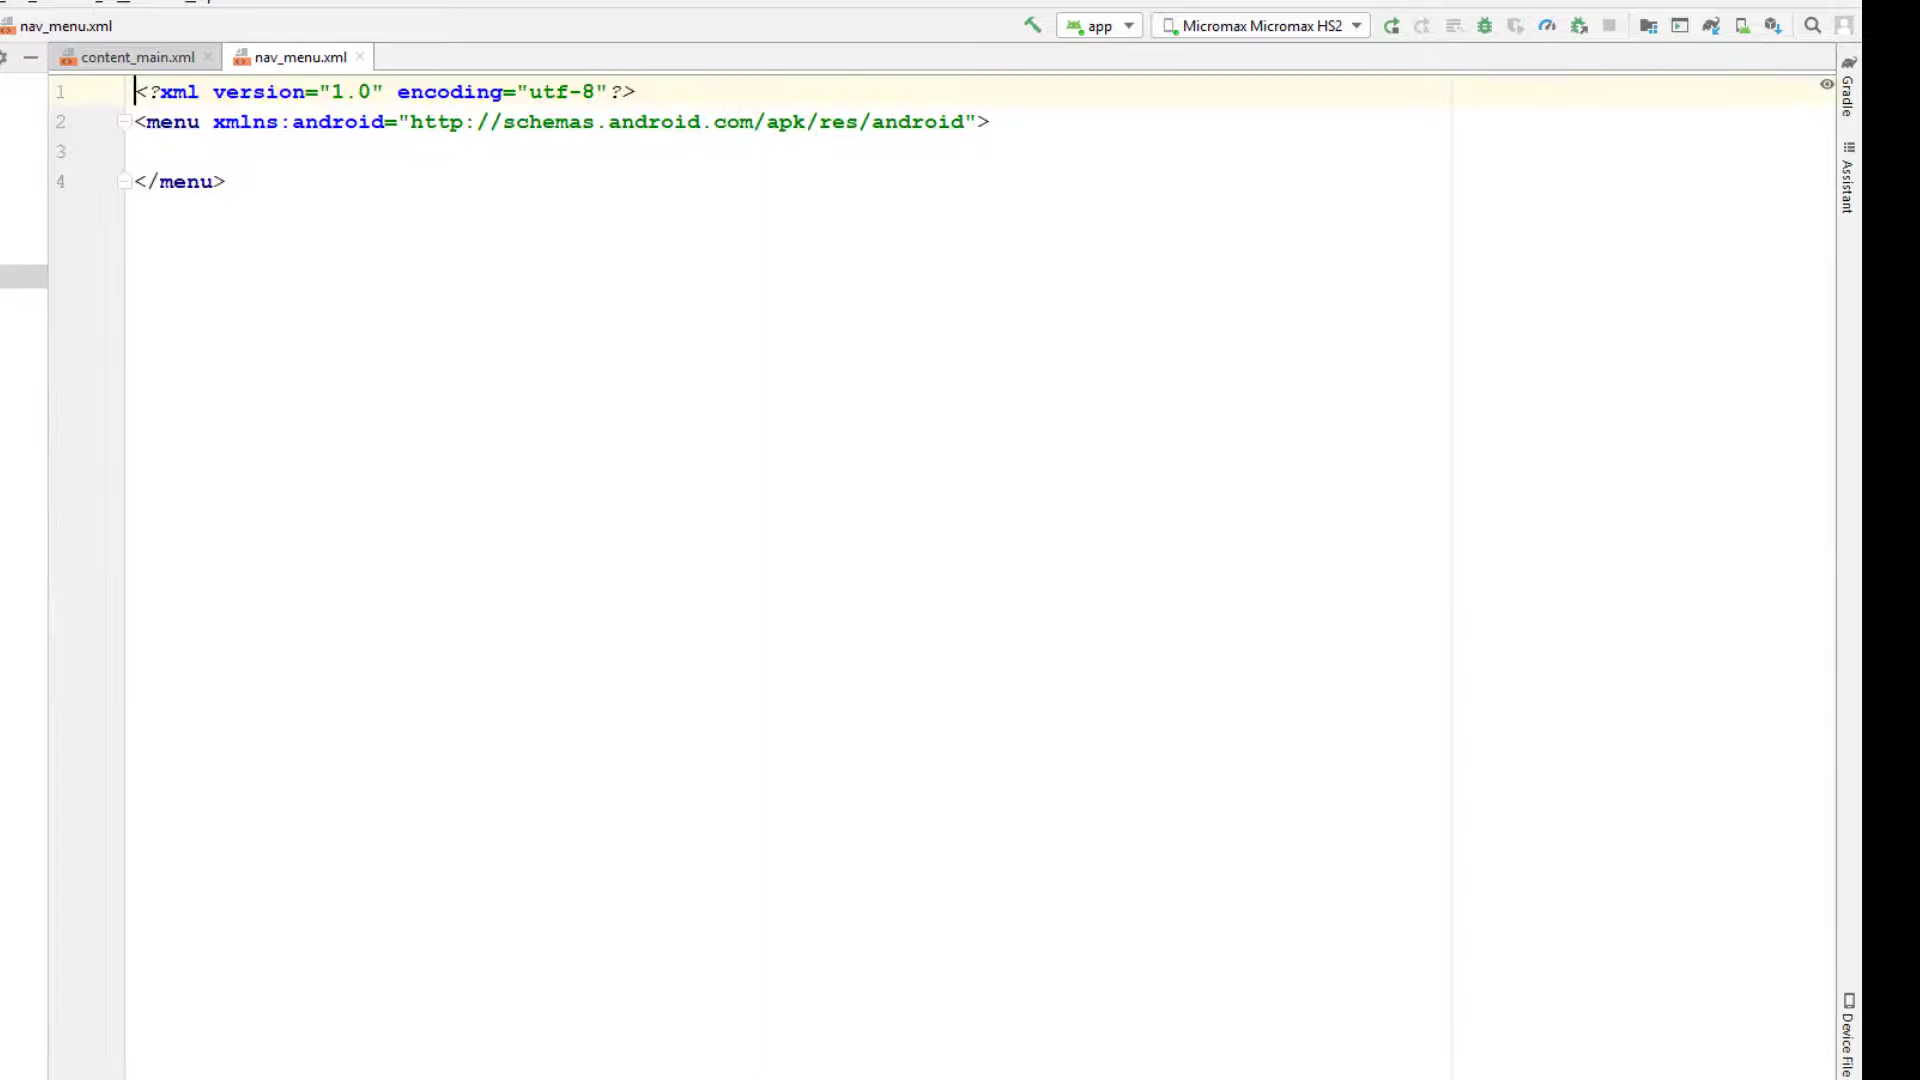 nav_menu.xml
app
Micromax Micromax HS2
content_main.xml
nav_menu.xml
1 <?xml version="1.0" encoding="utf-8"?>
2 <menu xmlns:android="http://schemas.android.com/apk/res/android">
3
4 </menu>
Gradle
Assistant
Device File